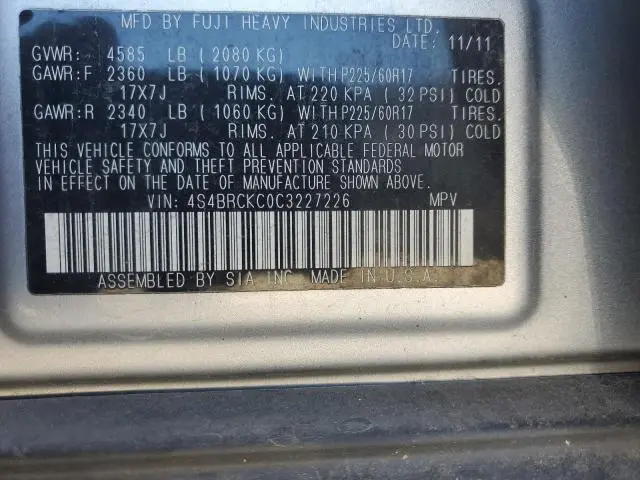 MFD BY FUJI HEAVY INDUSTRIES LTD.
DATE: 11/11
GVWR: 4585 LB (2080 KG)
GAWR:F 2360 LB (1070 KG) WITH P225/60R17 TIRES.
17X7J RIMS. AT 220 KPA (32 PSI) COLD
GAWR:R 2340 LB (1060 KG) WITH P225/60R17 TIRES.
17X7J RIMS. AT 210 KPA (30 PSI) COLD
THIS VEHICLE CONFORMS TO ALL APPLICABLE FEDERAL MOTOR
VEHICLE SAFETY AND THEFT PREVENTION STANDARDS
IN EFFECT ON THE DATE OF MANUFACTURE SHOWN ABOVE.
VIN: 4S4BRCKC0C3227226 MPV
ASSEMBLED BY SIA INC. MADE IN U.S.A.